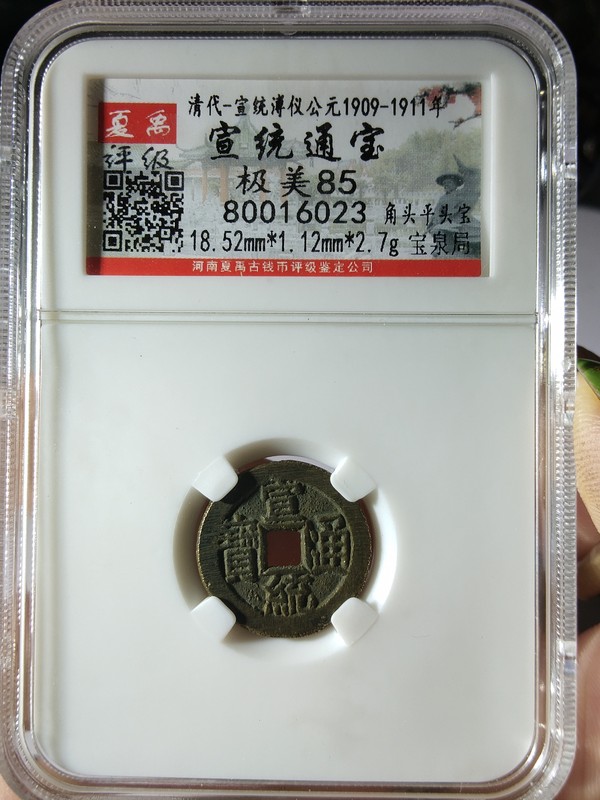 清代-宣统溥仪公元1909-1911年
夏禹
评级
宣统通宝
极美85
80016023 角头平头宝
18.52mm*1.12mm*2.7g 宝泉局
河南夏禹古钱币评级鉴定公司
宣統通寶